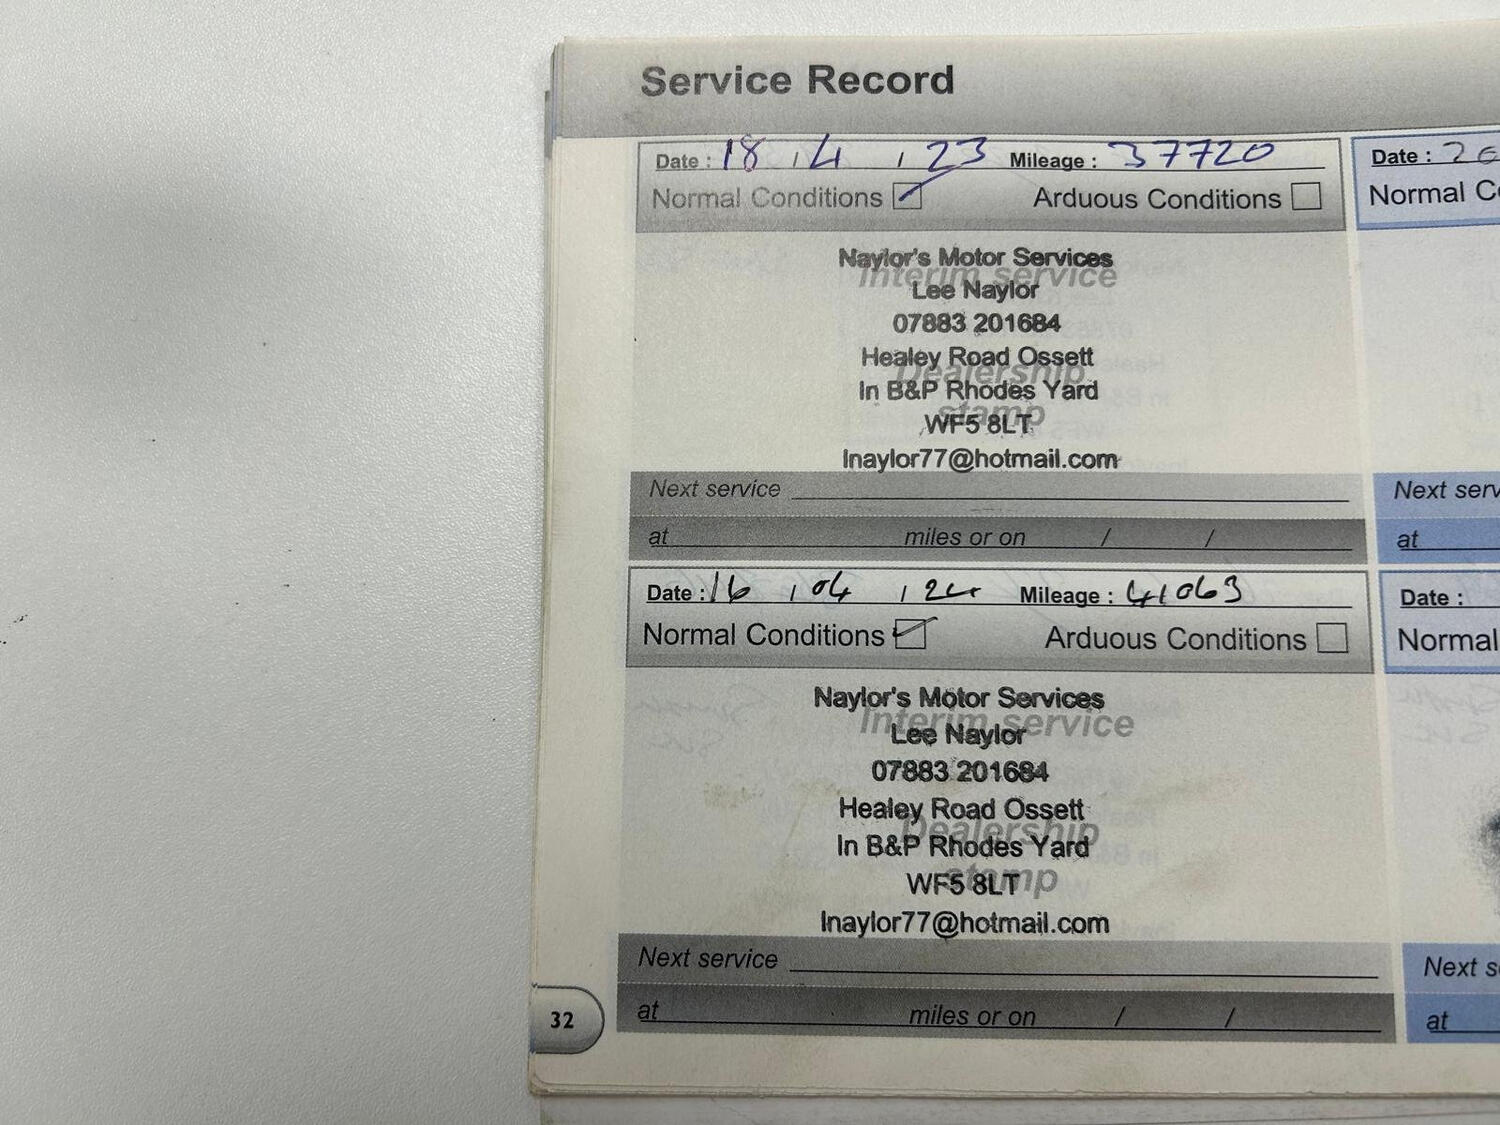 Service Record
Date : 18 / 4 / 23 Mileage : 37720
Normal Conditions Arduous Conditions
Interim service
Dealership
stamp
Naylor's Motor Services
Lee Naylor
07883 201684
Healey Road Ossett
In B&P Rhodes Yard
WF5 8LT
lnaylor77@hotmail.com
Next service
at miles or on / /
Date : 16 / 04 / 24 Mileage : 41063
Normal Conditions Arduous Conditions
Interim service
Dealership
stamp
Naylor's Motor Services
Lee Naylor
07883 201684
Healey Road Ossett
In B&P Rhodes Yard
WF5 8LT
lnaylor77@hotmail.com
Next service
at miles or on / /
32
Date : 20
Normal
Next
at
Date :
Normal
Next
at